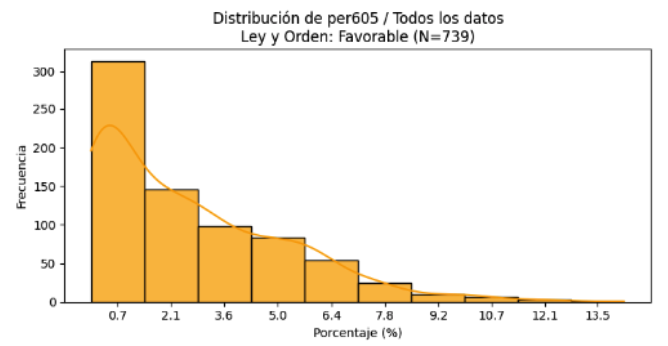 Distribución de per605 / Todos los datos
Ley y Orden: Favorable (N=739)
300
250
200
150
100
50
0
Frecuencia
0.7 2.1 3.6 5.0 6.4 7.8 9.2 10.7 12.1 13.5
Porcentaje (%)